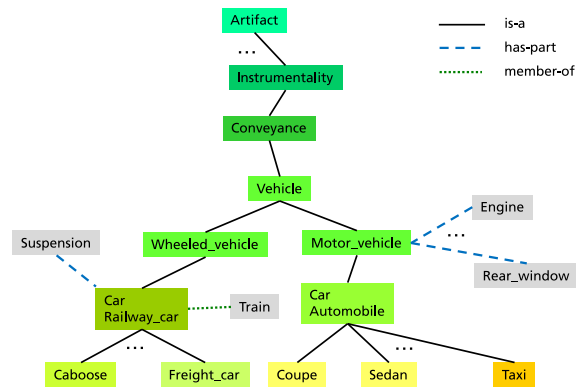 Artifact
is-a
...
has-part
Instrumentality
member-of
Conveyance
Vehicle
Engine
Suspension
Wheeled_vehicle
Motor_vehicle
...
Rear_window
Car
Railway_car
Train
Car
Automobile
...
...
Caboose
Freight_car
Coupe
Sedan
Taxi